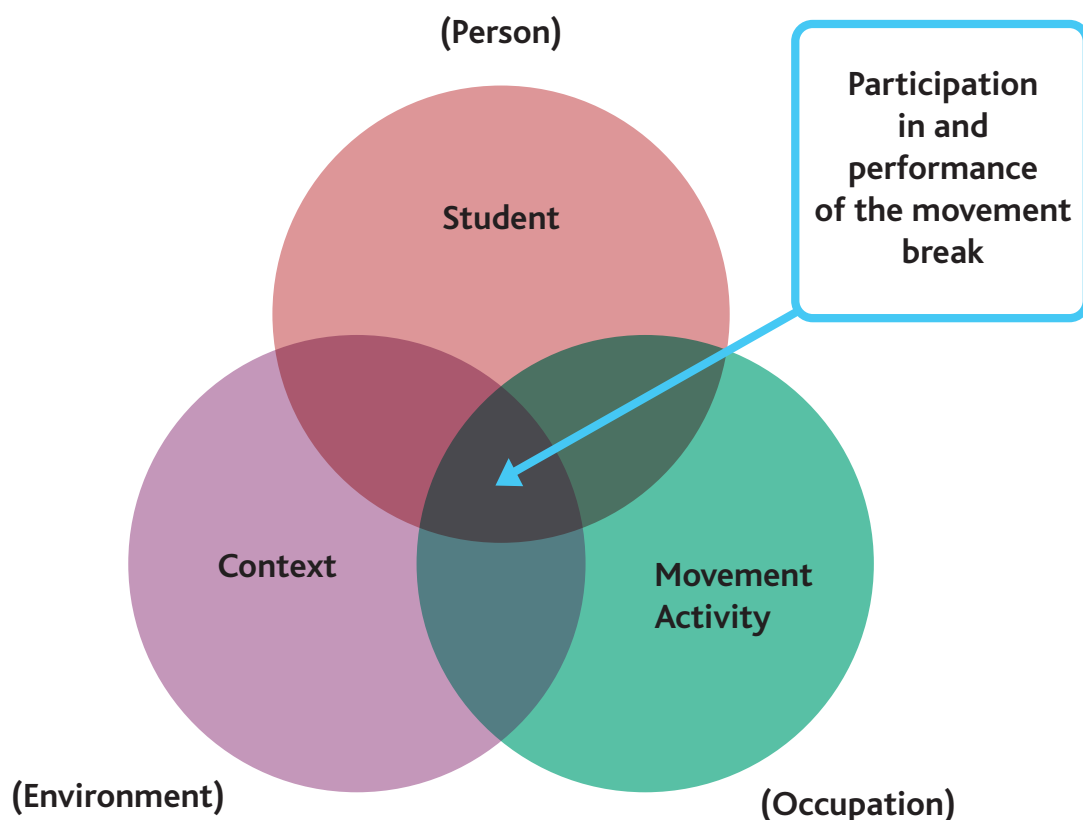 (Person)
Participation
in and
performance
of the movement
break
Student
Context
Movement
Activity
(Environment)
(Occupation)